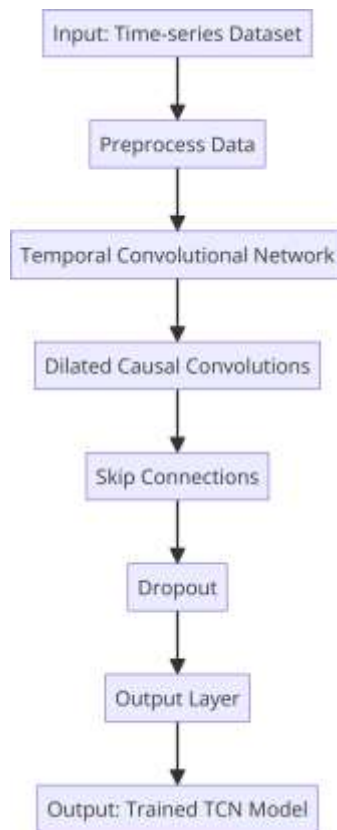 Input: Time-series Dataset
Preprocess Data
Temporal Convolutional Network
Dilated Causal Convolutions
Skip Connections
Dropout
Output Layer
Output: Trained TCN Model